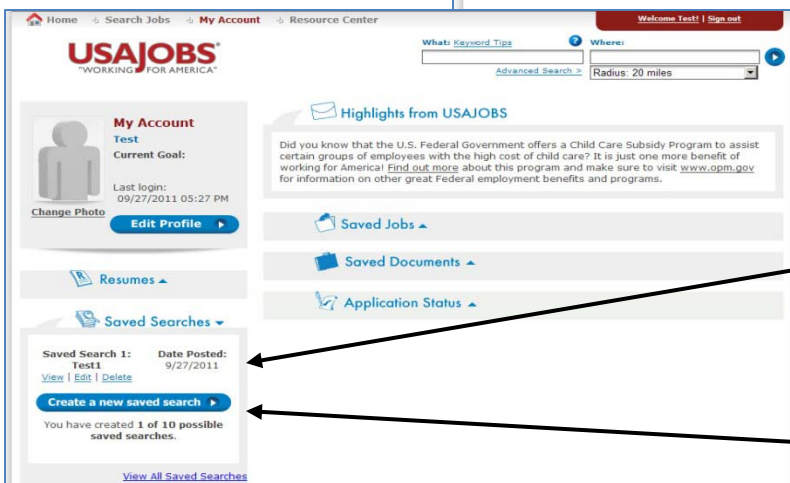 Home Search Jobs My Account Resource Center
Welcome Test! | Sign out
USAJOBS®
"WORKING FOR AMERICA"
What: Keyword Tips ? Where:
Advanced Search > Radius: 20 miles
My Account
Test
Current Goal:
Last login:
09/27/2011 05:27 PM
Change Photo
Edit Profile
Highlights from USAJOBS
Did you know that the U.S. Federal Government offers a Child Care Subsidy Program to assist
certain groups of employees with the high cost of child care? It is just one more benefit of
working for America! Find out more about this program and make sure to visit www.opm.gov
for information on other great Federal employment benefits and programs.
Saved Jobs
Saved Documents
Application Status
Resumes
Saved Searches
Saved Search 1: Date Posted:
Test1 9/27/2011
View | Edit | Delete
Create a new saved search
You have created 1 of 10 possible
saved searches.
View All Saved Searches